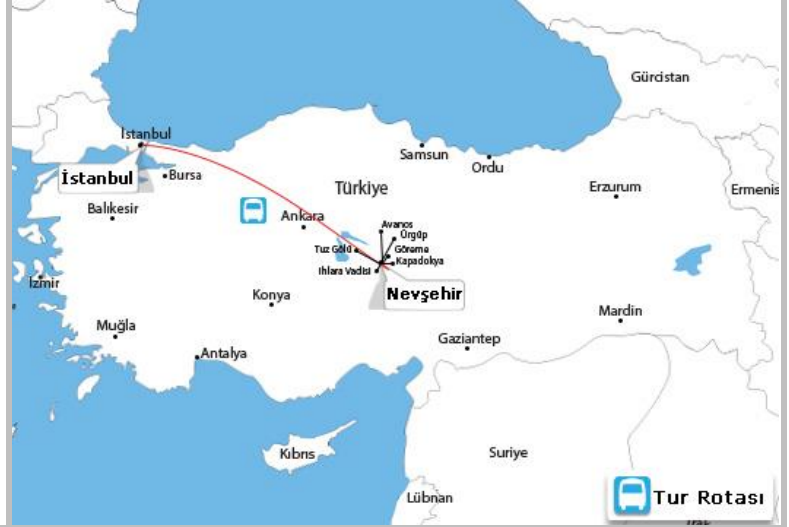 Gürcistan
İstanbul
Samsun
Ordu
İstanbul
Bursa
Türkiye
Erzurum
Ermenis
Balıkesir
Ankara
Avanos
Ürgüp
Göreme
Tuz Gölü
Kapadokya
Ihlara Vadisi
İzmir
Konya
Nevşehir
Mardin
Muğla
Gaziantep
Antalya
Kıbrıs
Suriye
Lübnan
Tur Rotası
Irak